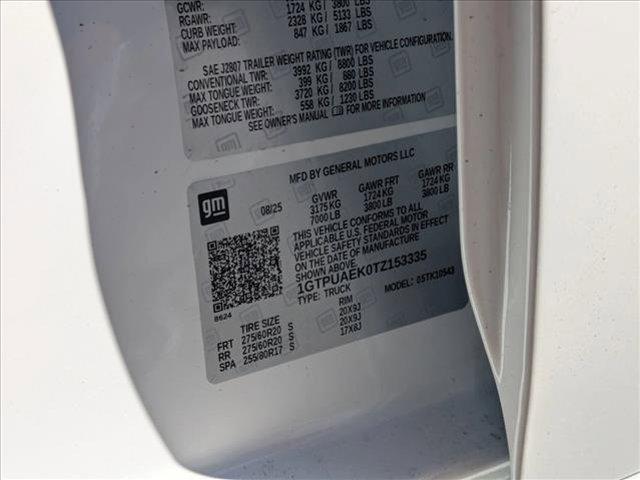 GCWR: 1724 KG / 3800 LBS
RGAWR: 2328 KG / 5133 LBS
CURB WEIGHT: 847 KG / 1867 LBS
MAX PAYLOAD:
SAE J2807 TRAILER WEIGHT RATING (TWR) FOR VEHICLE CONFIGURATION.
CONVENTIONAL TWR: 3992 KG / 8800 LBS
MAX TONGUE WEIGHT: 399 KG / 880 LBS
GOOSENECK TWR: 3720 KG / 8200 LBS
MAX TONGUE WEIGHT: 558 KG / 1230 LBS
SEE OWNER'S MANUAL FOR MORE INFORMATION.
MFD BY GENERAL MOTORS LLC
gm
08/25
GVWR GAWR FRT GAWR RR
3175 KG 1724 KG 1724 KG
7000 LB 3800 LB 3800 LB
THIS VEHICLE CONFORMS TO ALL
APPLICABLE U.S. FEDERAL MOTOR
VEHICLE SAFETY STANDARDS IN
EFFECT ON THE DATE OF MANUFACTURE
SHOWN ABOVE.
1GTPUAEK0TZ153335
TYPE: TRUCK MODEL: 05TK10543
8624
TIRE SIZE RIM
FRT 275/60R20 S 20X9J
RR 275/60R20 S 20X9J
SPA 255/80R17 S 17X8J